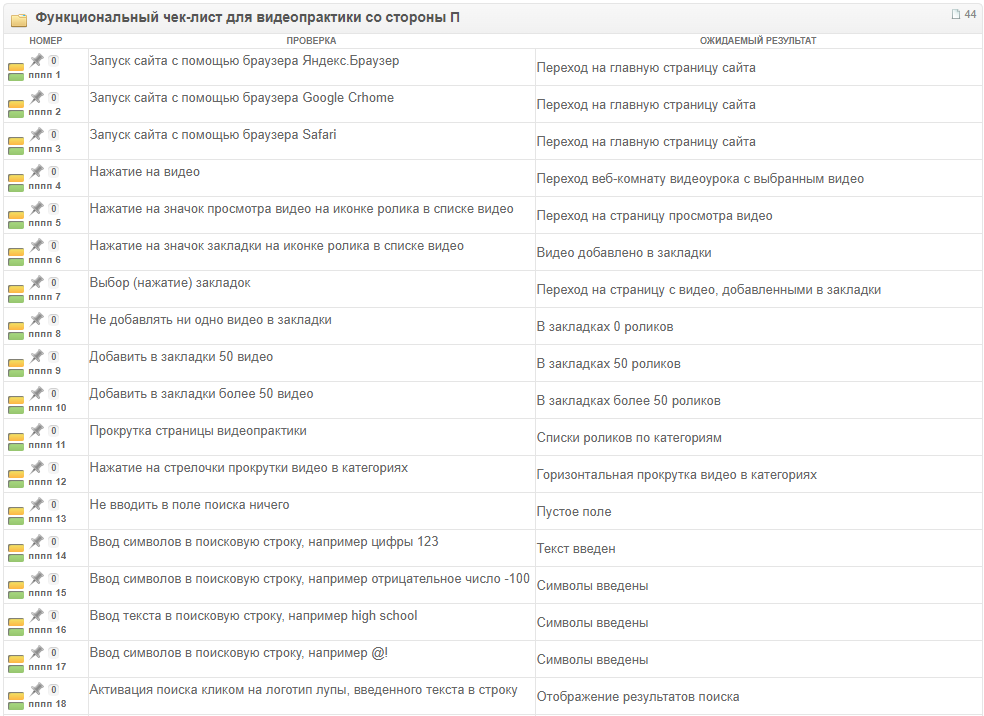 Функциональный чек-лист для видеопрактики со стороны П 44
НОМЕР ПРОВЕРКА ОЖИДАЕМЫЙ РЕЗУЛЬТАТ
0
Запуск сайта с помощью браузера Яндекс.Браузер
Переход на главную страницу сайта
пппп 1
0
Запуск сайта с помощью браузера Google Crhome
Переход на главную страницу сайта
пппп 2
0
Запуск сайта с помощью браузера Safari
Переход на главную страницу сайта
пппп 3
0
Нажатие на видео
Переход веб-комнату видеоурока с выбранным видео
пппп 4
0
Нажатие на значок просмотра видео на иконке ролика в списке видео
Переход на страницу просмотра видео
пппп 5
0
Нажатие на значок закладки на иконке ролика в списке видео
Видео добавлено в закладки
пппп 6
0
Выбор (нажатие) закладок
Переход на страницу с видео, добавленными в закладки
пппп 7
0
Не добавлять ни одно видео в закладки
В закладках 0 роликов
пппп 8
0
Добавить в закладки 50 видео
В закладках 50 роликов
пппп 9
0
Добавить в закладки более 50 видео
В закладках более 50 роликов
пппп 10
0
Прокрутка страницы видеопрактики
Списки роликов по категориям
пппп 11
0
Нажатие на стрелочки прокрутки видео в категориях
Горизонтальная прокрутка видео в категориях
пппп 12
0
Не вводить в поле поиска ничего
Пустое поле
пппп 13
0
Ввод символов в поисковую строку, например цифры 123
Текст введен
пппп 14
0
Ввод символов в поисковую строку, например отрицательное число -100
Символы введены
пппп 15
0
Ввод текста в поисковую строку, например high school
Символы введены
пппп 16
0
Ввод символов в поисковую строку, например @!
Символы введены
пппп 17
0
Активация поиска кликом на логотип лупы, введенного текста в строку
Отображение результатов поиска
пппп 18